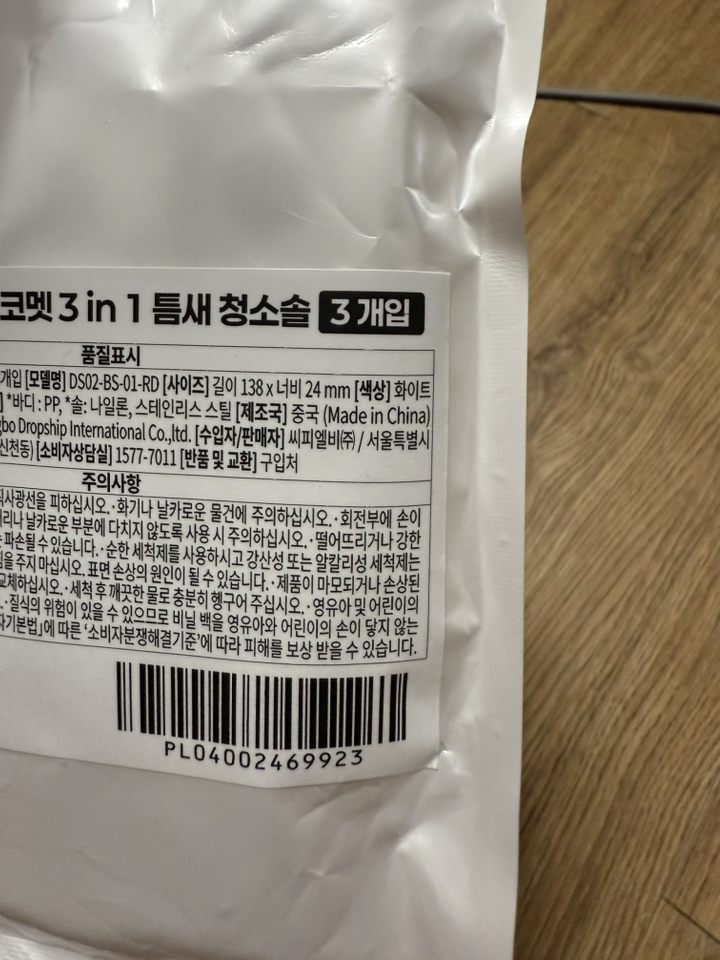 코멧 3 in 1 틈새 청소솔 3 개입
품질표시
개입 [모델명] DS02-BS-01-RD [사이즈] 길이 138 x 너비 24 mm [색상] 화이트
] *바디 : PP, *솔: 나일론, 스테인리스 스틸 [제조국] 중국 (Made in China)
gbo Dropship International Co.,ltd. [수입자/판매자] 씨피엘비㈜ / 서울특별시
신천동) [소비자상담실] 1577-7011 [반품 및 교환] 구입처
주의사항
직사광선을 피하십시오. · 화기나 날카로운 물건에 주의하십시오. · 회전부에 손이
리나 날카로운 부분에 다치지 않도록 사용 시 주의하십시오. · 떨어뜨리거나 강한
파손될 수 있습니다. · 순한 세척제를 사용하시고 강산성 또는 알칼리성 세척제는
힘을 주지 마십시오. 표면 손상의 원인이 될 수 있습니다. · 제품이 마모되거나 손상된
교체하십시오. · 세척 후 깨끗한 물로 충분히 헹구어 주십시오. · 영유아 및 어린이의
. · 질식의 위험이 있을 수 있으므로 비닐 백을 영유아와 어린이의 손이 닿지 않는
자기본법」에 따른 '소비자분쟁해결기준'에 따라 피해를 보상 받을 수 있습니다.
PL04002469923